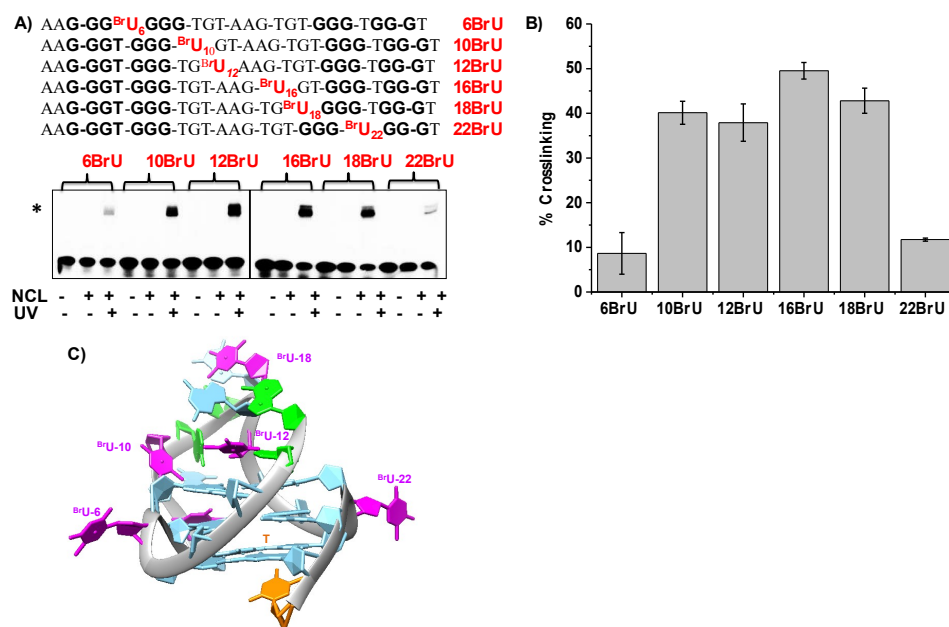 A) AAG-GG BrU6GGG-TGT-AAG-TGT-GGG-TGG-GT 6BrU
AAG-GGT-GGG-BrU10GT-AAG-TGT-GGG-TGG-GT 10BrU
AAG-GGT-GGG-TGBrU12AAG-TGT-GGG-TGG-GT 12BrU
AAG-GGT-GGG-TGT-AAG-BrU16GT-GGG-TGG-GT 16BrU
AAG-GGT-GGG-TGT-AAG-TGBrU18GGG-TGG-GT 18BrU
AAG-GGT-GGG-TGT-AAG-TGT-GGG-BrU22GG-GT 22BrU
6BrU 10BrU 12BrU 16BrU 18BrU 22BrU
*
NCL - + + - + + - + + - + + - + + - + +
UV - - + - - + - - + - - + - - + - - +
B)
% Crosslinking
60
50
40
30
20
10
0
6BrU 10BrU 12BrU 16BrU 18BrU 22BrU
C)
BrU-18
BrU-12
BrU-10
BrU-22
BrU-6
T